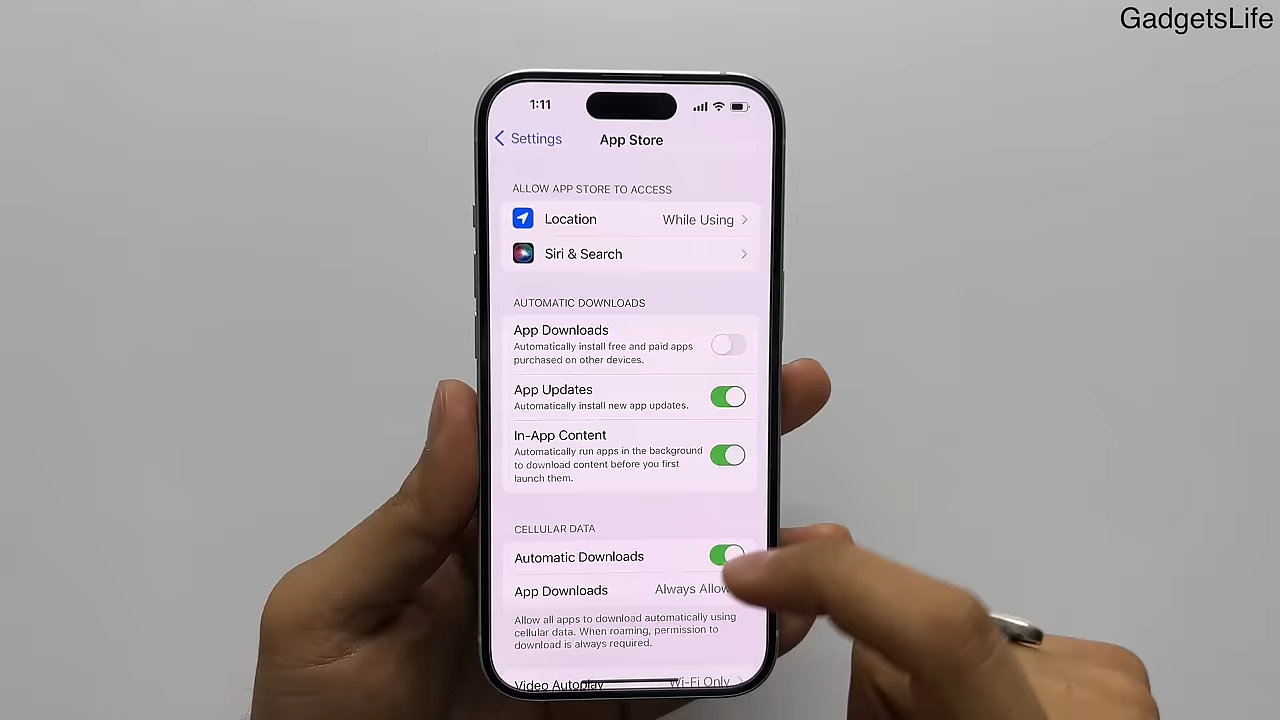 GadgetsLife
1:11
Settings
App Store
ALLOW APP STORE TO ACCESS
Location While Using
Siri & Search
AUTOMATIC DOWNLOADS
App Downloads
Automatically install free and paid apps
purchased on other devices.
App Updates
Automatically install new app updates.
In-App Content
Automatically run apps in the background
to download content before you first
launch them.
CELLULAR DATA
Automatic Downloads
App Downloads Always Allow
Allow all apps to download automatically using
cellular data. When roaming, permission to
download is always required.
Video Autoplay Wi-Fi Only